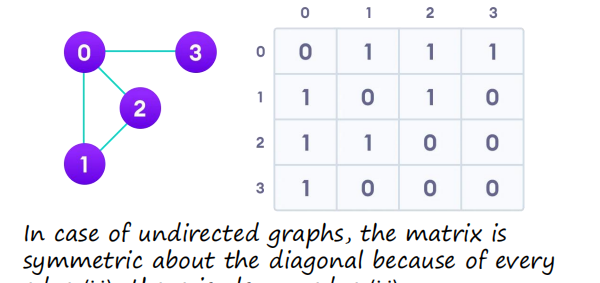 0 1 2 3
0 3
0 0 1 1 1
2
1 1 0 1 0
1
2 1 1 0 0
3 1 0 0 0
In case of undirected graphs, the matrix is
symmetric about the diagonal because of every